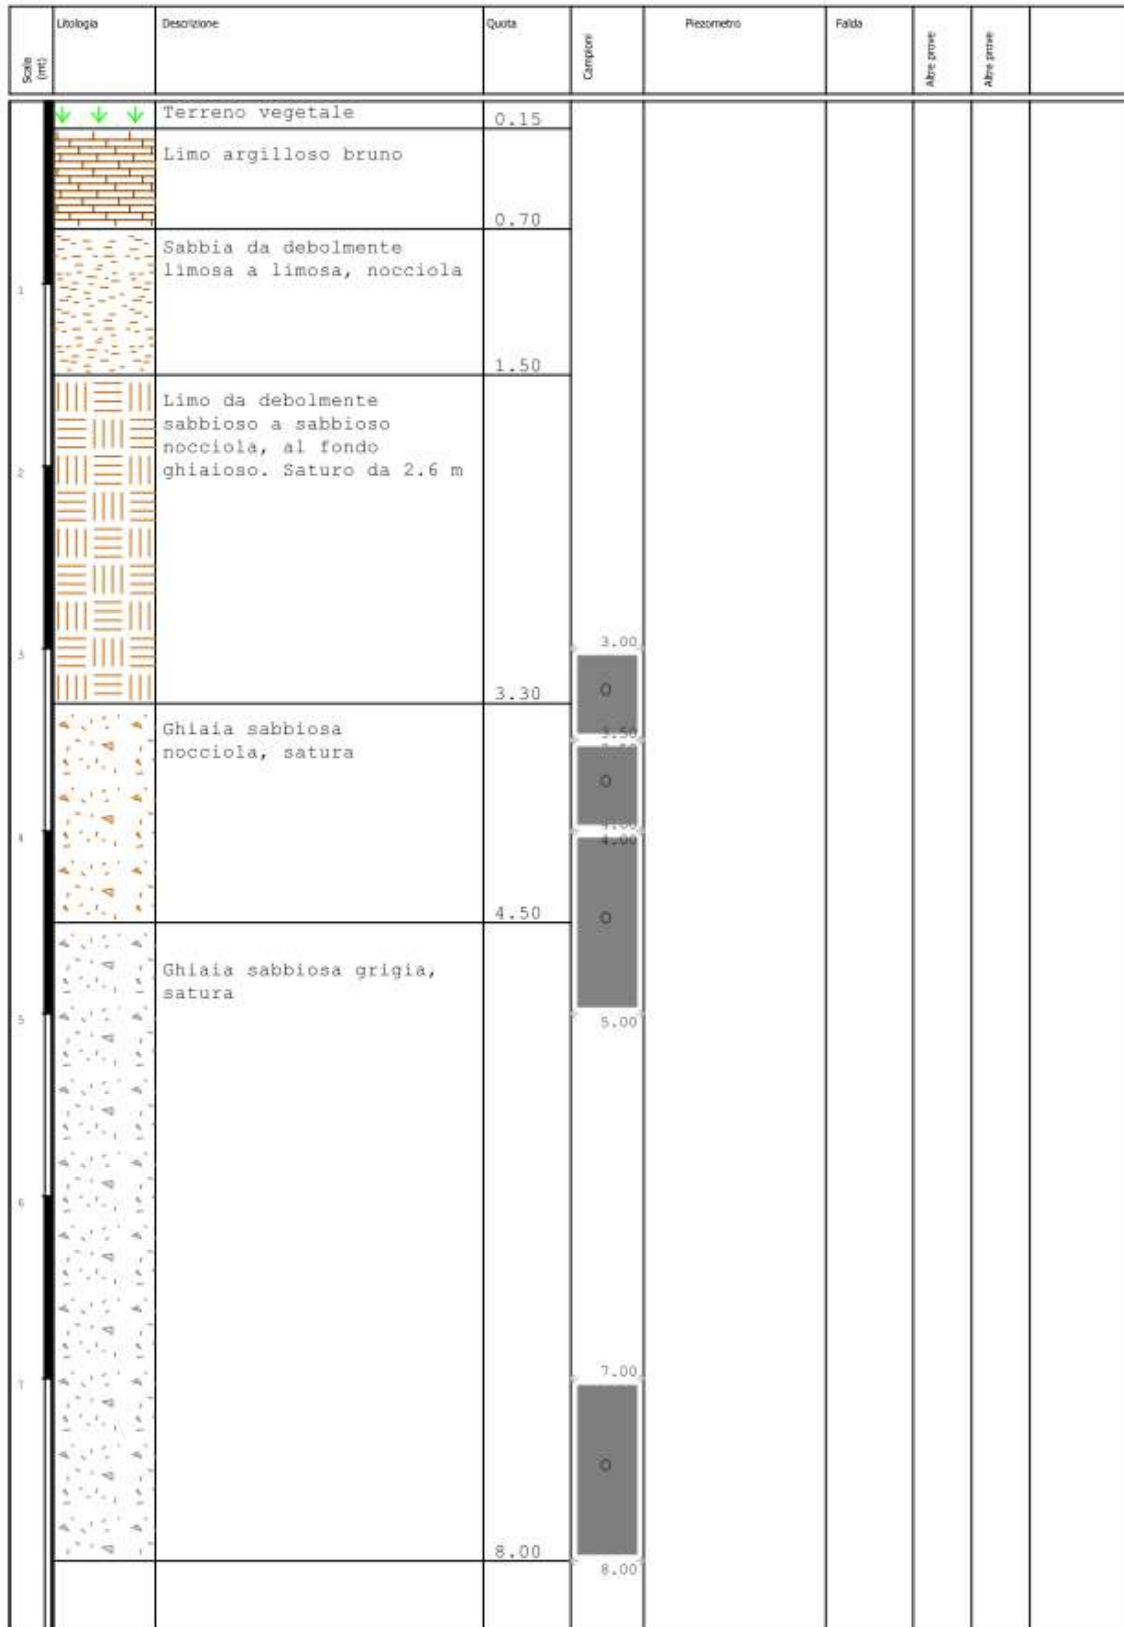 Scala
(mt)
Litologia
Descrizione
Quota
Campioni
Piezometro
Falda
Altre prove
Altre prove
Terreno vegetale
0.15
Limo argilloso bruno
0.70
Sabbia da debolmente
limosa a limosa, nocciola
1
1.50
Limo da debolmente
sabbioso a sabbioso
nocciola, al fondo
ghiaioso. Saturo da 2.6 m
2
3.00
3
O
3.30
Ghiaia sabbiosa
nocciola, satura
3.50
O
4
4.00
4.50
O
Ghiaia sabbiosa grigia,
satura
5
5.00
6
7.00
7
O
8.00
8.00